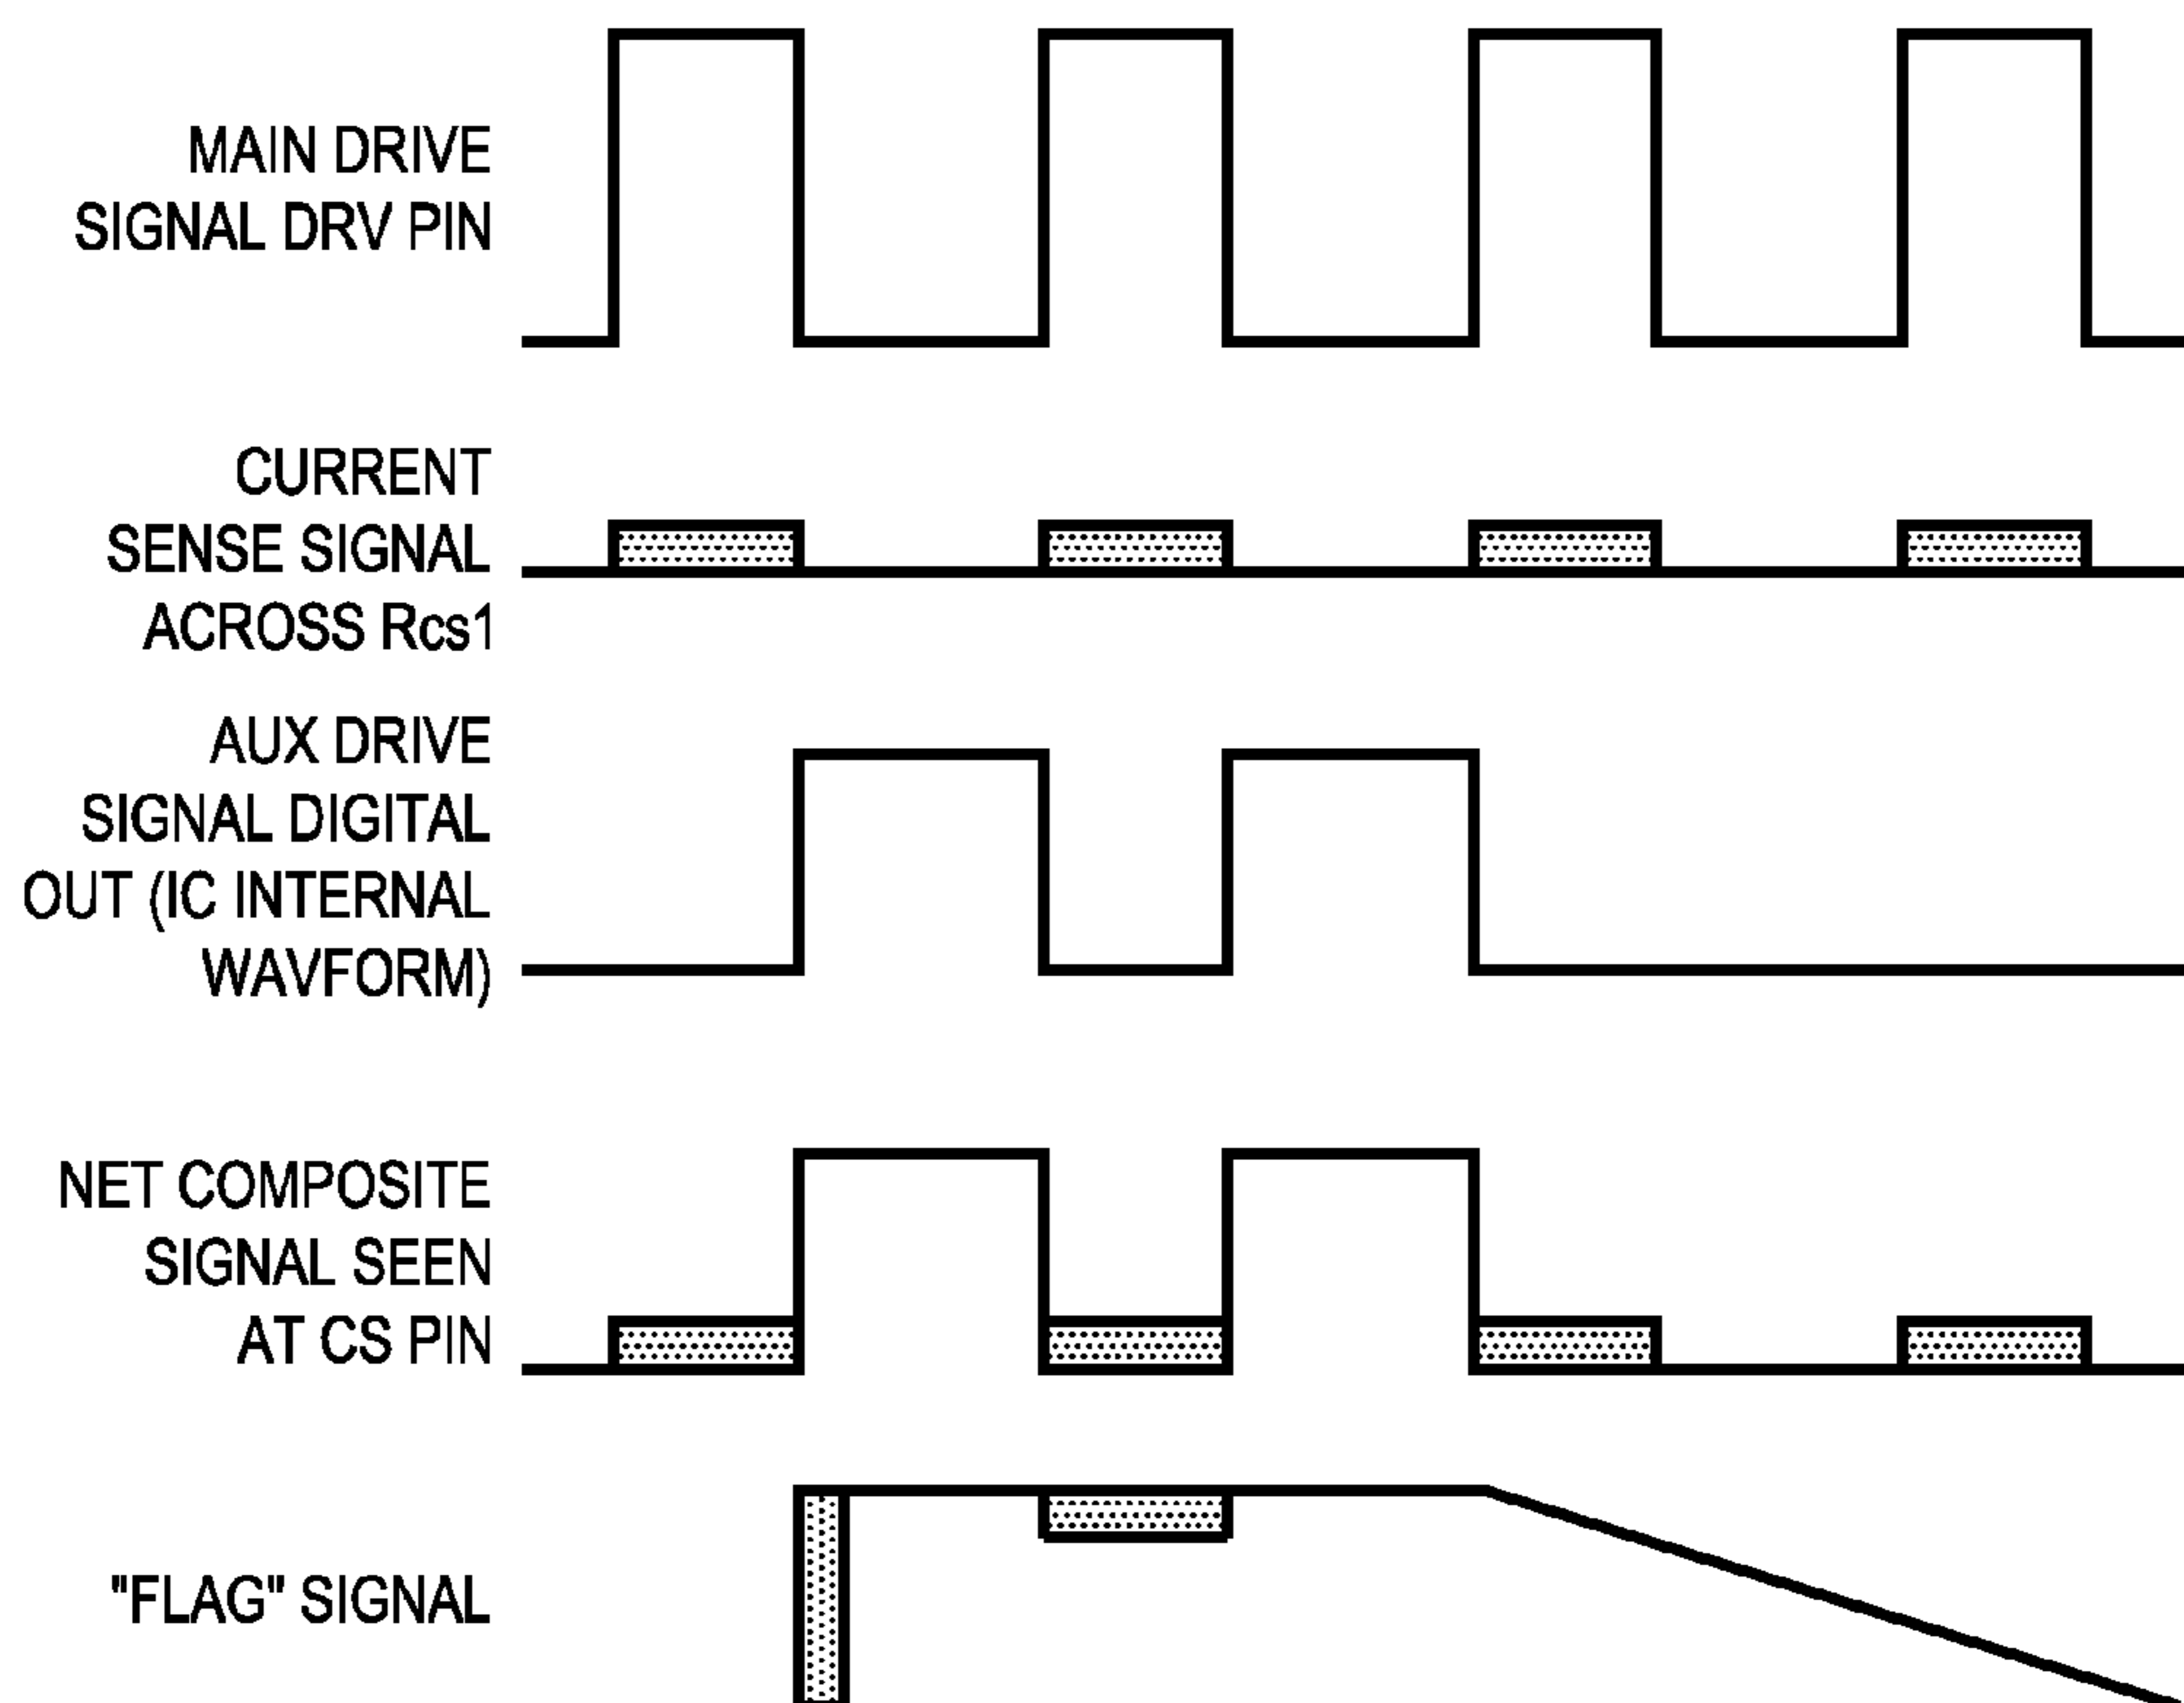 MAIN DRIVE
SIGNAL DRV PIN
CURRENT
SENSE SIGNAL
ACROSS Rcs1
AUX DRIVE
SIGNAL DIGITAL
OUT (IC INTERNAL
WAVFORM)
NET COMPOSITE
SIGNAL SEEN
AT CS PIN
"FLAG" SIGNAL